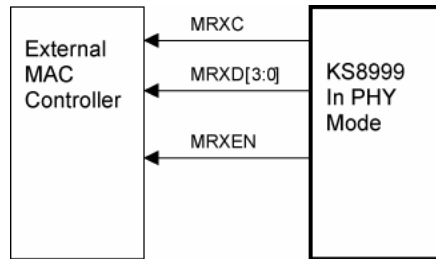 MRXC
External
MAC
Controller
MRXD[3:0]
KS8999
In PHY
Mode
MRXEN